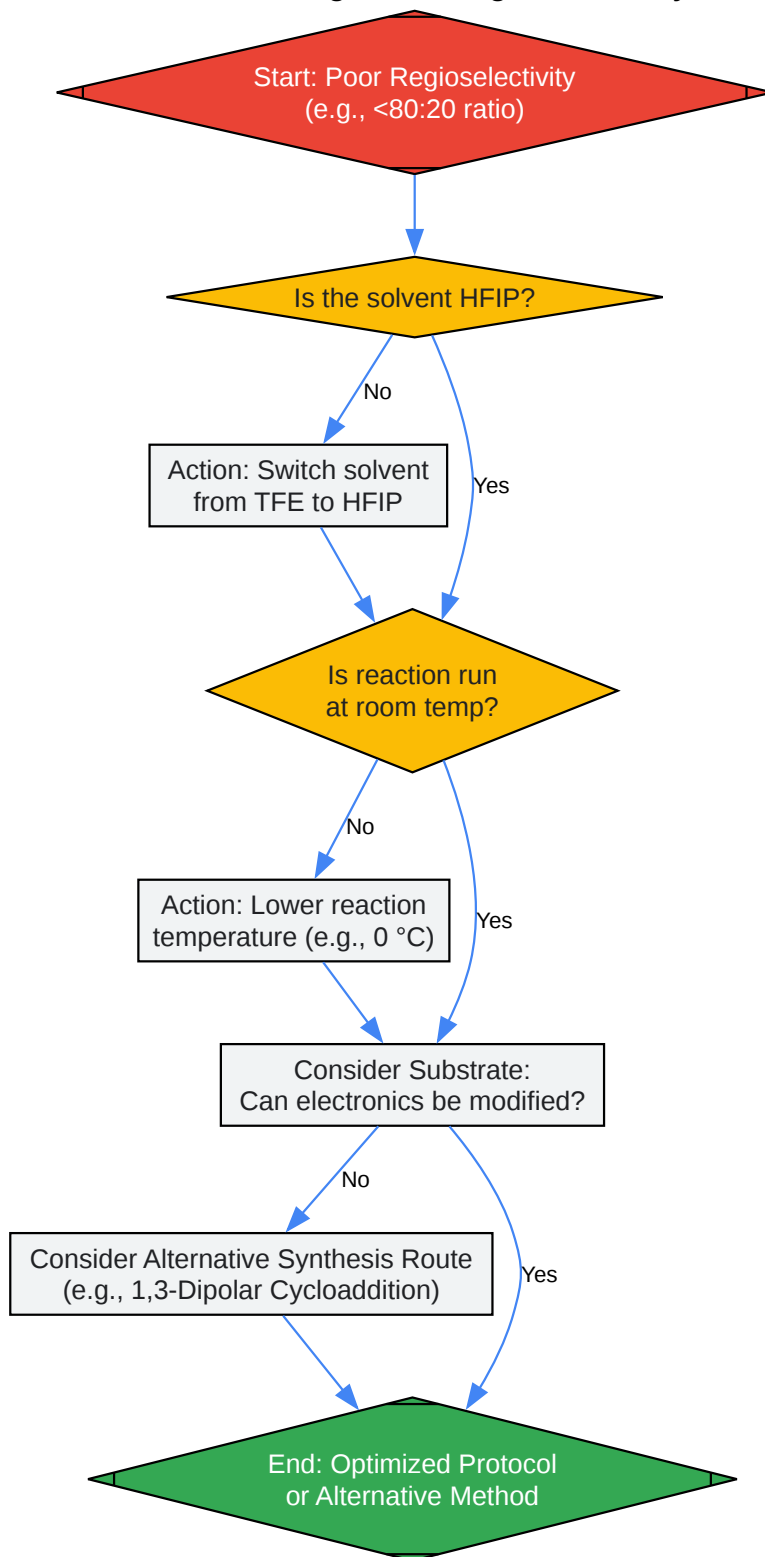 Start: Poor Regioselectivity
(e.g., <80:20 ratio)
Is the solvent HFIP?
No
Action: Switch solvent
from TFE to HFIP
Yes
Is reaction run
at room temp?
No
Action: Lower reaction
temperature (e.g., 0 °C)
Yes
Consider Substrate:
Can electronics be modified?
No
Consider Alternative Synthesis Route
(e.g., 1,3-Dipolar Cycloaddition)
Yes
End: Optimized Protocol
or Alternative Method